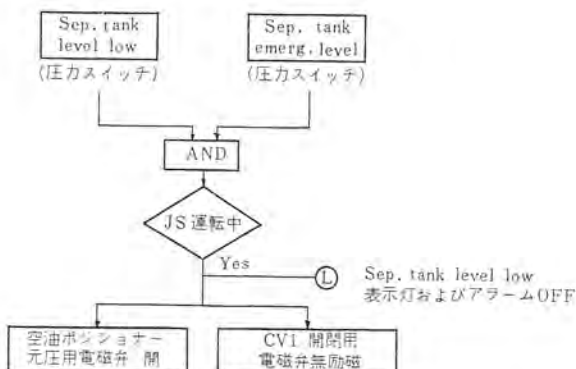 Sep. tank
level low
(圧力スイッチ)
Sep. tank
emerg. level
(圧力スイッチ)
AND
JS 運転中
Yes
L
Sep. tank level low
表示灯およびアラームOFF
空油ポジショナー
元圧用電磁弁 開
CV1 開閉用
電磁弁無励磁